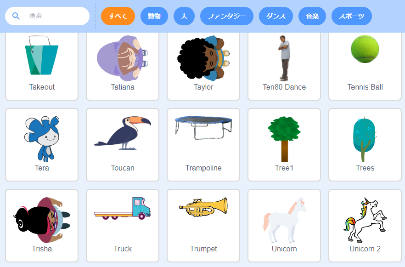 検索
すべて 動物 人 ファンタジー ダンス 音楽 スポーツ
Takeout Tatiana Taylor Ten80 Dance Tennis Ball
Tera Toucan Trampoline Tree1 Trees
Trisha Truck Trumpet Unicorn Unicorn 2